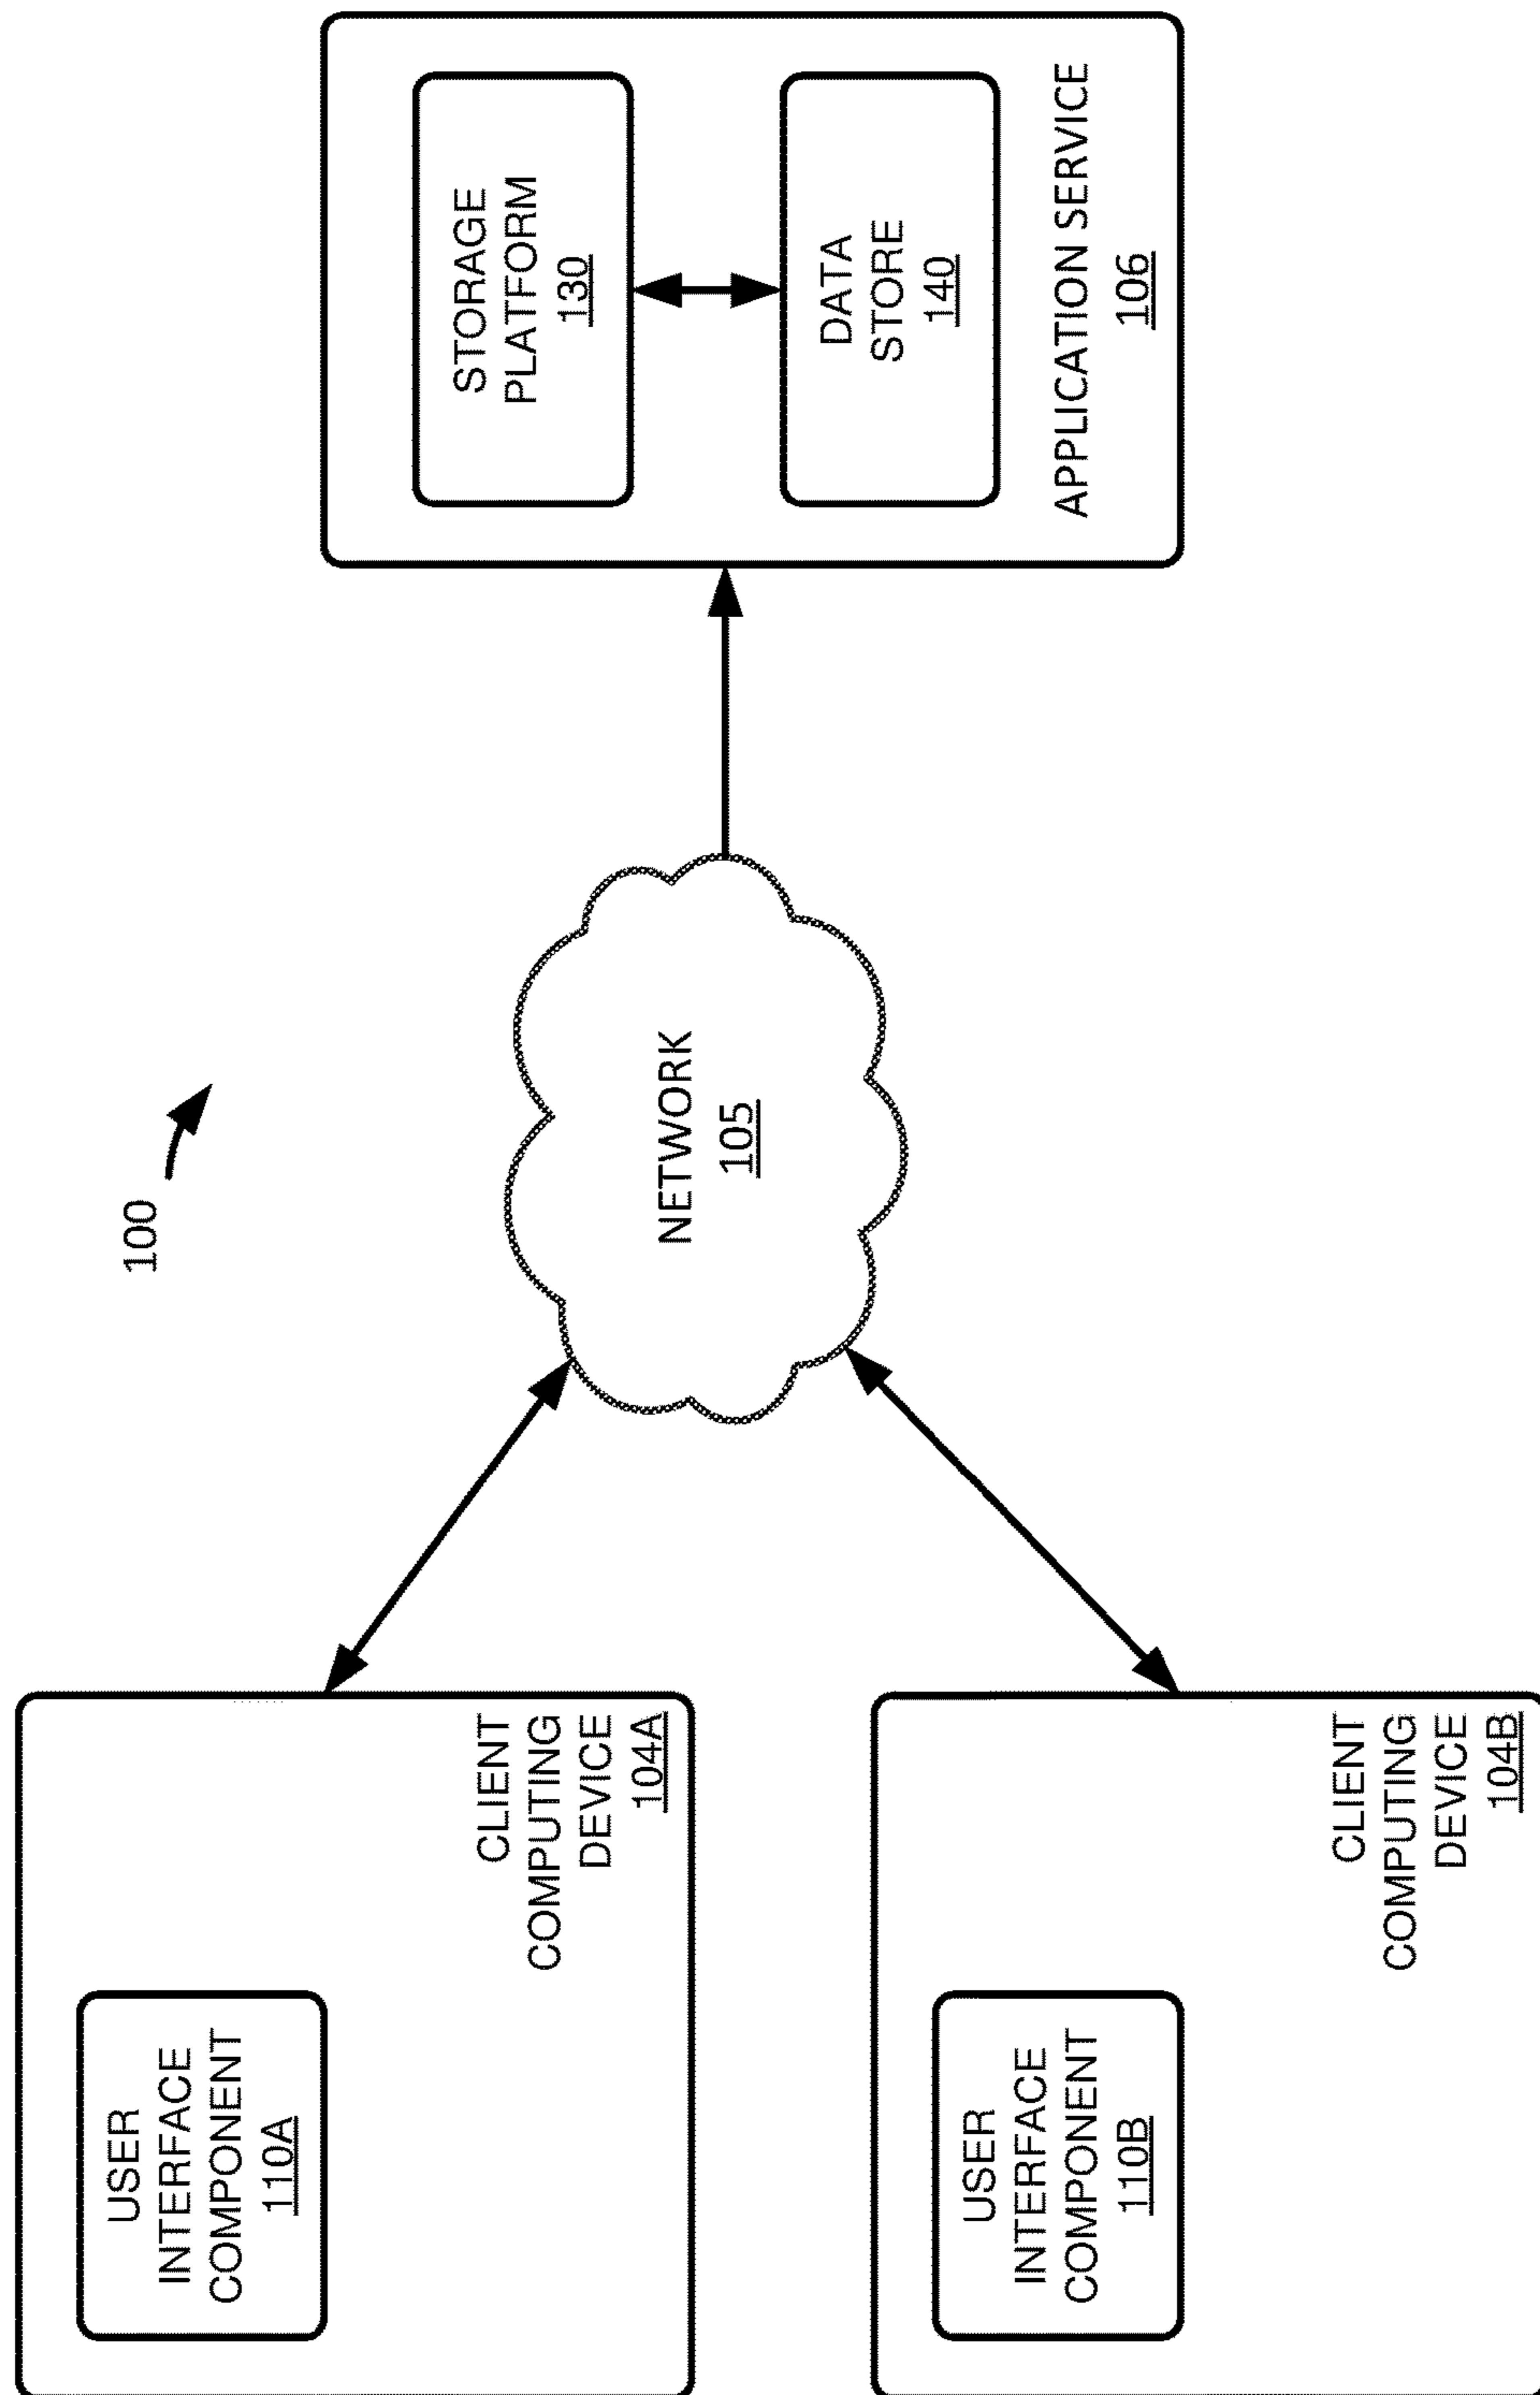 100
USER
INTERFACE
COMPONENT
110A
CLIENT
COMPUTING
DEVICE
104A
USER
INTERFACE
COMPONENT
110B
CLIENT
COMPUTING
DEVICE
104B
NETWORK
105
STORAGE
PLATFORM
130
DATA
STORE
140
APPLICATION SERVICE
106